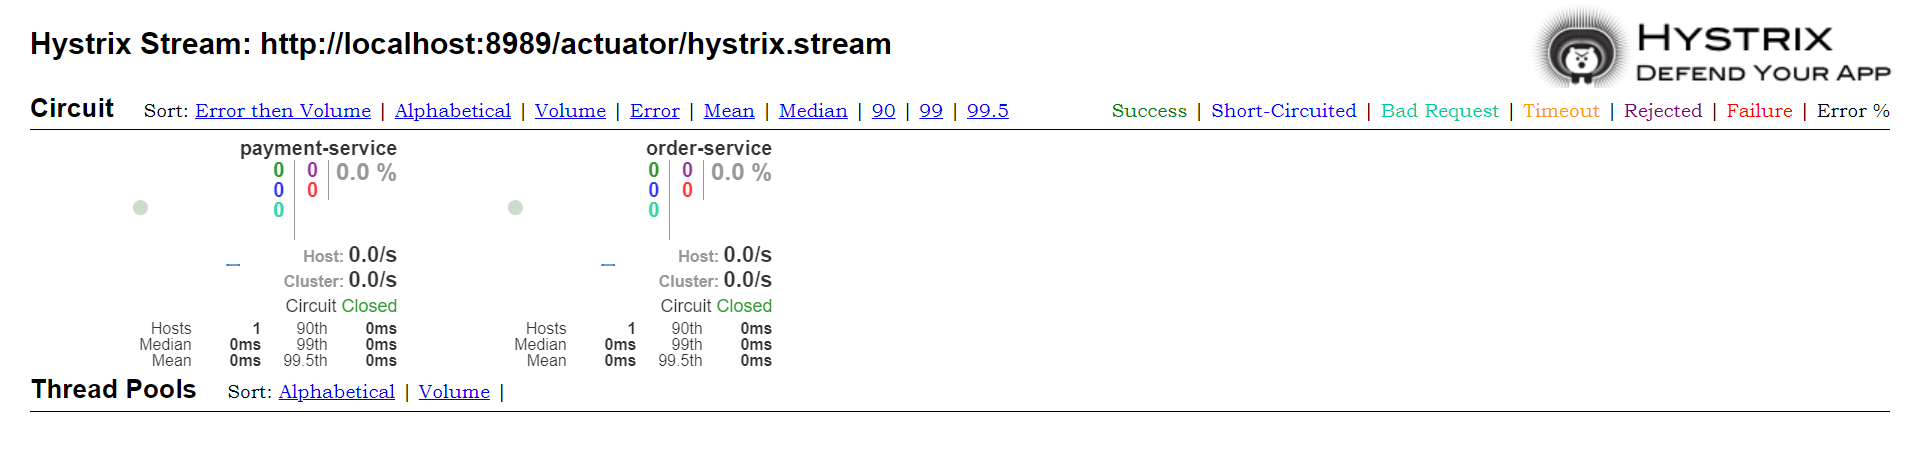 Hystrix Stream: http://localhost:8989/actuator/hystrix.stream
HYSTRIX
DEFEND YOUR APP
Circuit Sort: Error then Volume | Alphabetical | Volume | Error | Mean | Median | 90 | 99 | 99.5
Success | Short-Circuited | Bad Request | Timeout | Rejected | Failure | Error %
payment-service
0 0 0.0 %
0 0
0
Host: 0.0/s
Cluster: 0.0/s
Circuit Closed
Hosts 1 90th 0ms
Median 0ms 99th 0ms
Mean 0ms 99.5th 0ms
order-service
0 0 0.0 %
0 0
0
Host: 0.0/s
Cluster: 0.0/s
Circuit Closed
Hosts 1 90th 0ms
Median 0ms 99th 0ms
Mean 0ms 99.5th 0ms
Thread Pools Sort: Alphabetical | Volume |